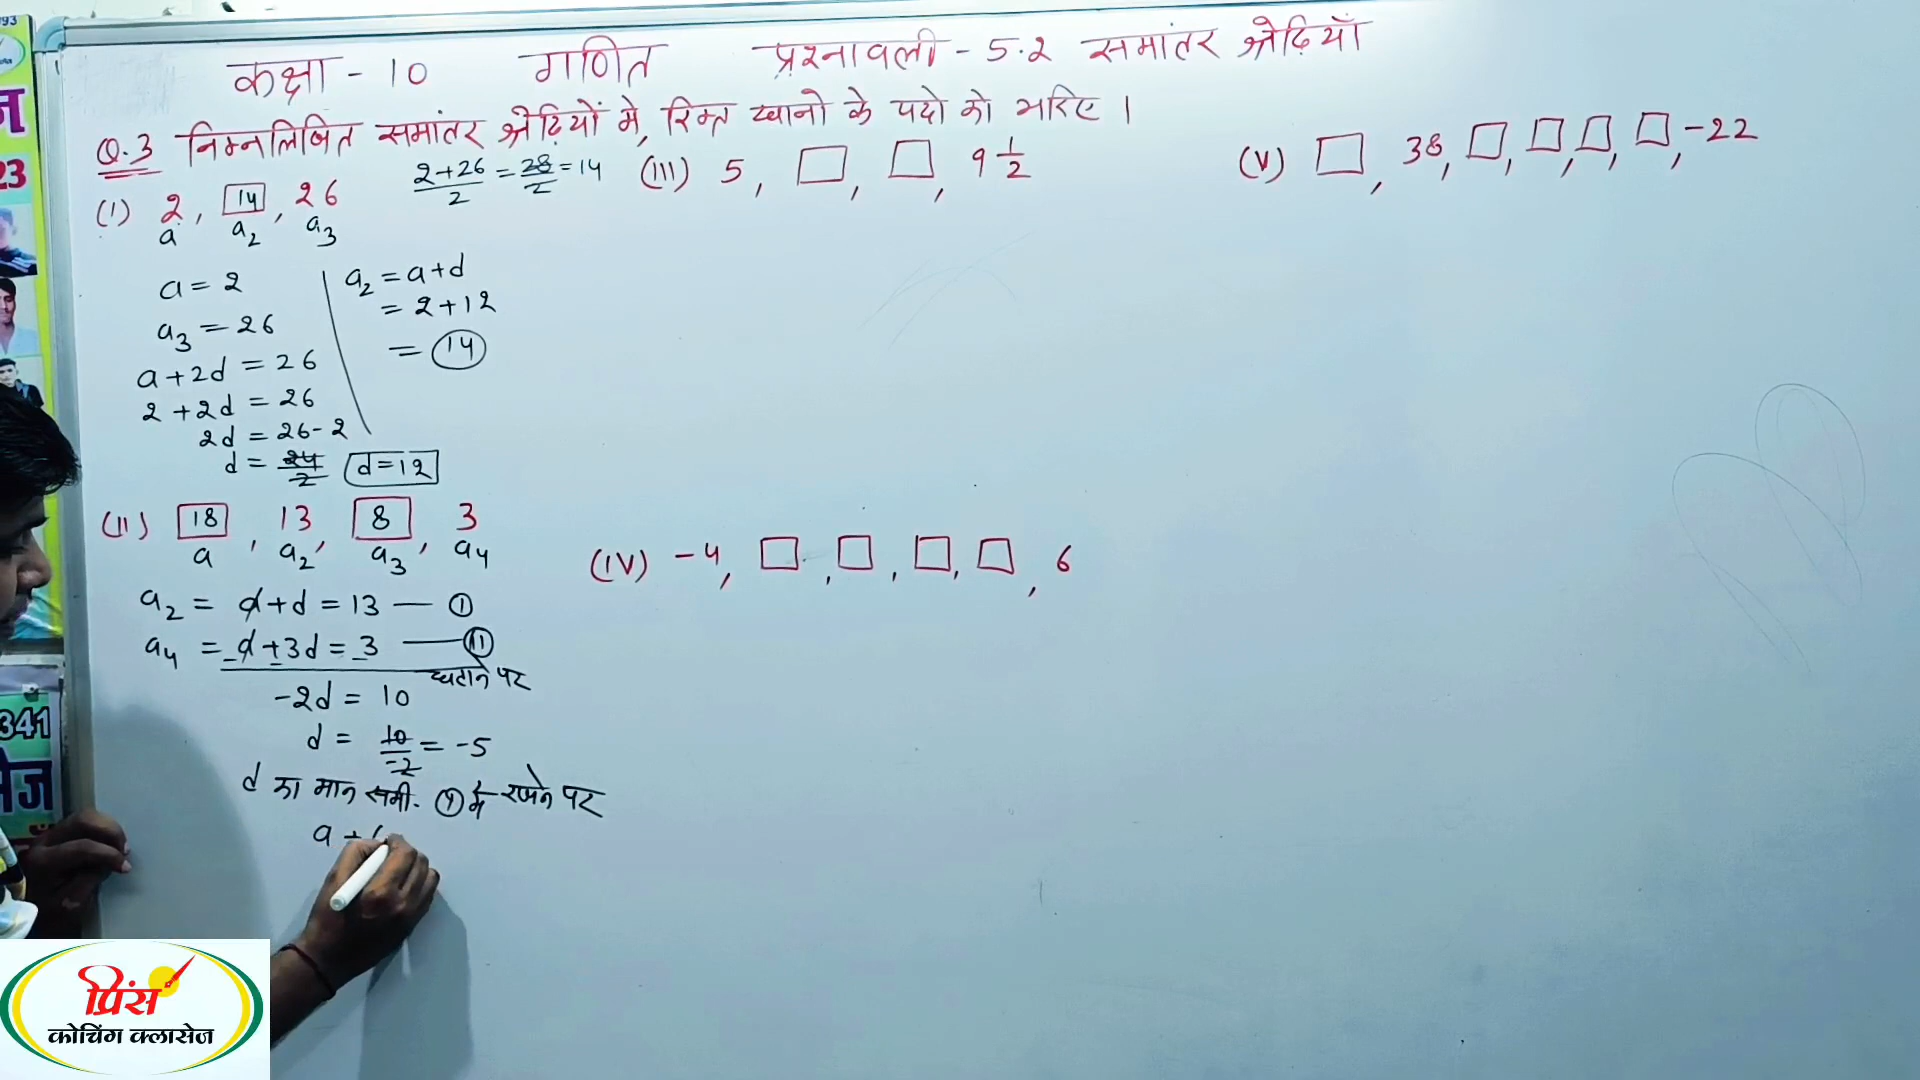 कक्षा - 10 गणित प्रश्नावली - 5.2 समांतर श्रेढ़ियाँ
Q.3 निम्नलिखित समांतर श्रेढ़ियों में, रिक्त खानो के पदो को भरिए।
(I) 2, 14, 26
a a2 a3
2+26/2 = 28/2 = 14
a = 2
a3 = 26
a + 2d = 26
2 + 2d = 26
2d = 26 - 2
d = 24/2 d = 12
a2 = a + d
= 2 + 12
= 14
(II) 18, 13, 8, 3
a a2 a3 a4
a2 = a + d = 13 — ①
a4 = a + 3d = 3 — ⑪
घटाने पर
-2d = 10
d = 10/-2 = -5
d का मान समी. ① में रखने पर
a + (
(III) 5, □, □, 9 1/2
(IV) -4, □, □, □, □, 6
(V) □, 38, □, □, □, □, -22
93
न
23
341
सेज
प्रिंस
कोचिंग क्लासेज